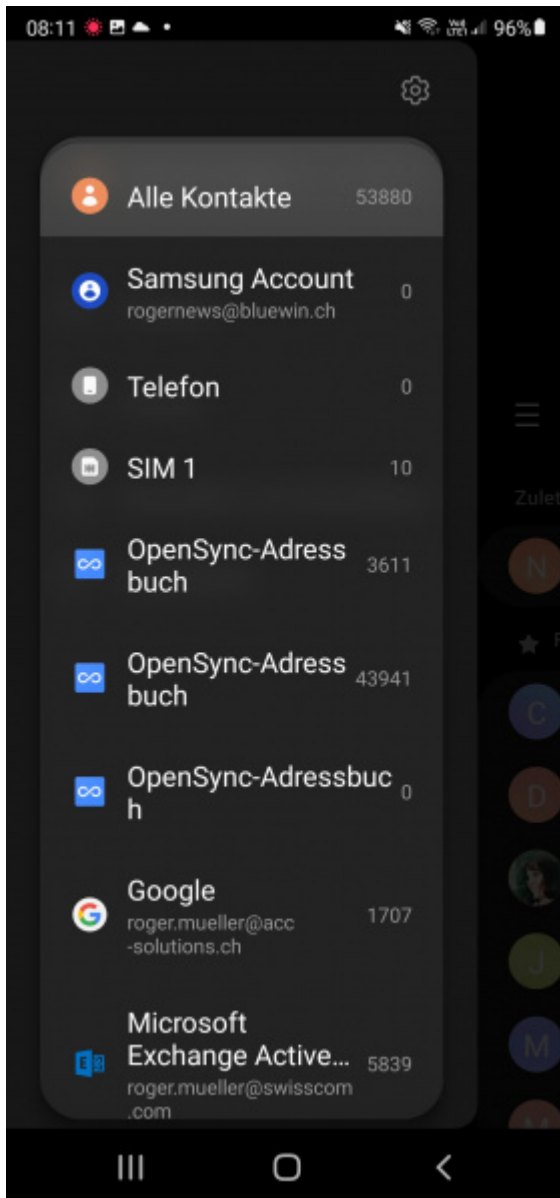 08:11
96%
Alle Kontakte 53880
Samsung Account 0
rogernews@bluewin.ch
Telefon 0
SIM 1 10
OpenSync-Adress
buch 3611
OpenSync-Adress
buch 43941
OpenSync-Adressbuc
h 0
Google
roger.mueller@acc
-solutions.ch 1707
Microsoft
Exchange Active... 5839
roger.mueller@swisscom
.com
Zulet
N
C
D
J
M
M